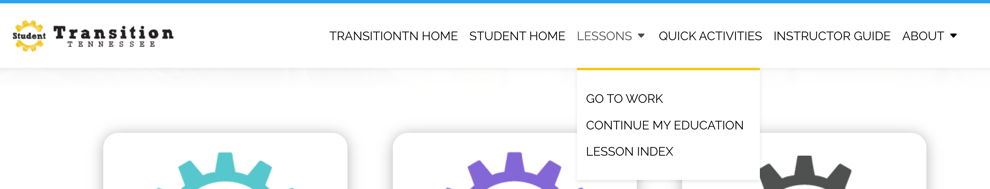 Student Transition
TENNESSEE
TRANSITIONTN HOME STUDENT HOME LESSONS QUICK ACTIVITIES INSTRUCTOR GUIDE ABOUT
GO TO WORK
CONTINUE MY EDUCATION
LESSON INDEX